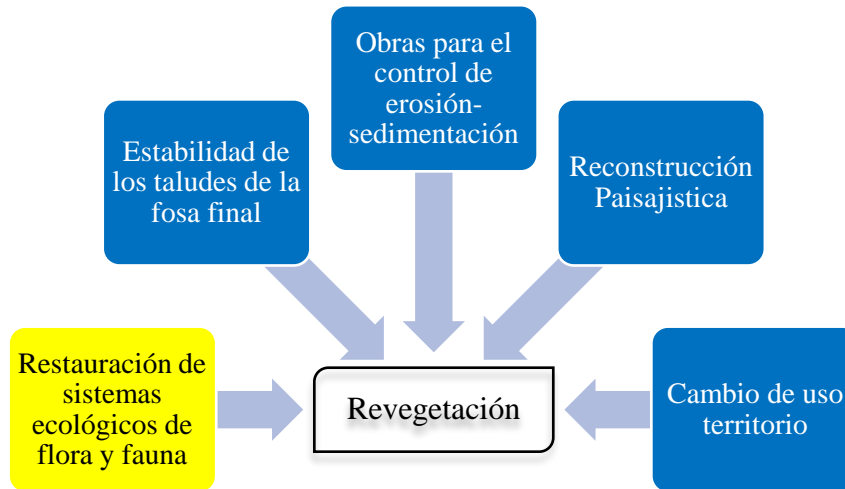 Obras para el
control de
erosión-
sedimentación
Estabilidad de
los taludes de la
fosa final
Reconstrucción
Paisajistica
Restauración de
sistemas
ecológicos de
flora y fauna
Revegetación
Cambio de uso
territorio